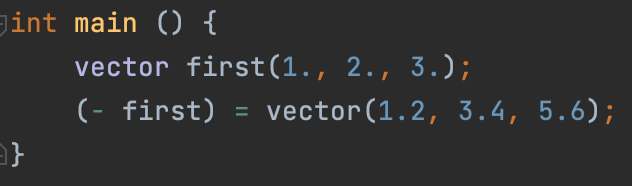 int main () {
    vector first(1., 2., 3.);
    (- first) = vector(1.2, 3.4, 5.6);
}